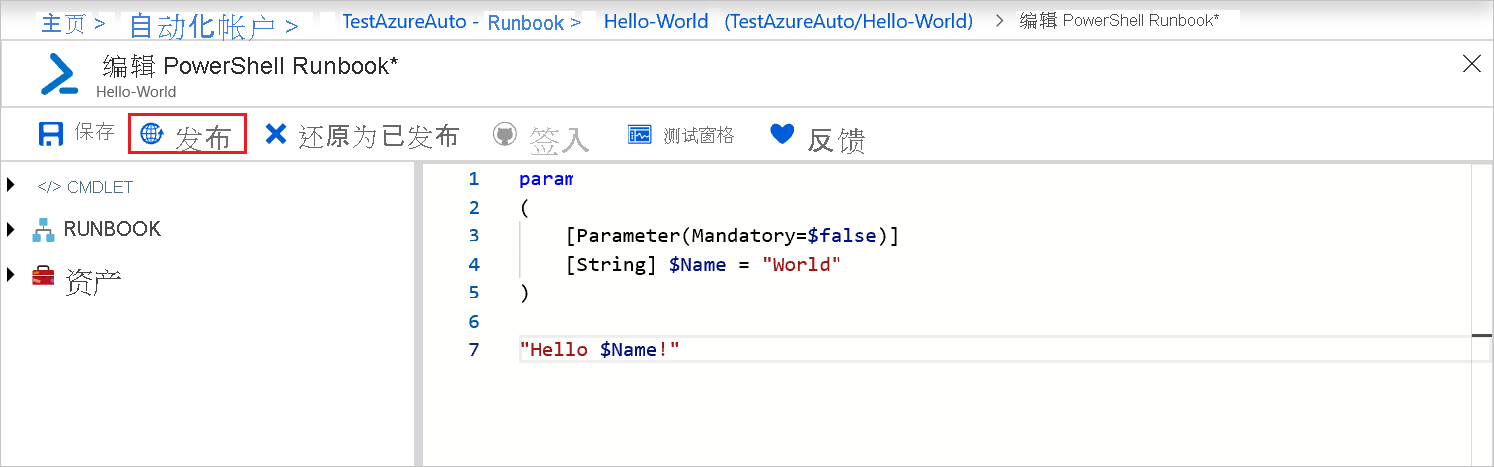 主页 > 自动化帐户 > TestAzureAuto - Runbook > Hello-World (TestAzureAuto/Hello-World) > 编辑 PowerShell Runbook*
编辑 PowerShell Runbook*
Hello-World
保存 发布 还原为已发布 签入 测试窗格 反馈
</> CMDLET
RUNBOOK
资产
1 param
2 (
3 [Parameter(Mandatory=$false)]
4 [String] $Name = "World"
5 )
6
7 "Hello $Name!"